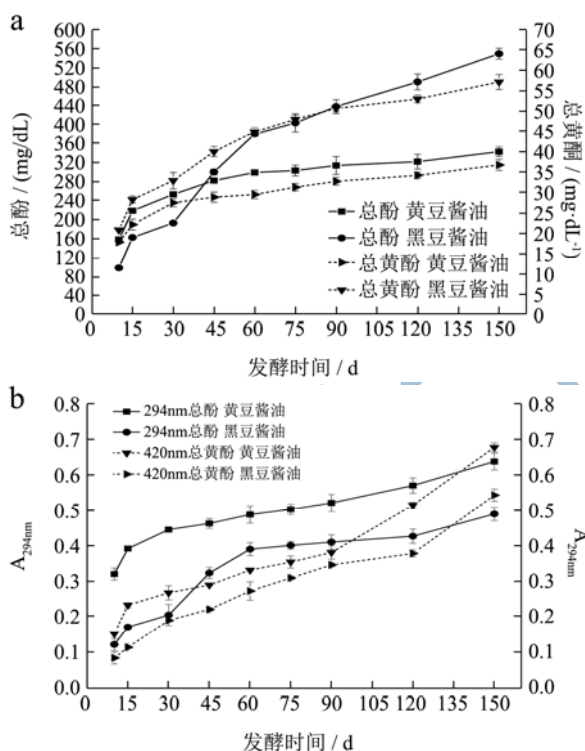 a
600
560
520
480
440
400
360
320
280
240
200
160
120
80
40
0
总酚 / (mg/dL)
70
65
60
55
50
45
40
35
30
25
20
15
10
5
0
总黄酮 / (mg·dL-1)
总酚 黄豆酱油
总酚 黑豆酱油
总黄酚 黄豆酱油
总黄酚 黑豆酱油
0 15 30 45 60 75 90 105 120 135 150
发酵时间 / d
b
0.8
0.7
0.6
0.5
0.4
0.3
0.2
0.1
0.0
A294nm
294nm总酚 黄豆酱油
294nm总酚 黑豆酱油
420nm总黄酚 黄豆酱油
420nm总黄酚 黑豆酱油
0.8
0.7
0.6
0.5
0.4
0.3
0.2
0.1
0.0
A294nm
0 15 30 45 60 75 90 105 120 135 150
发酵时间 / d